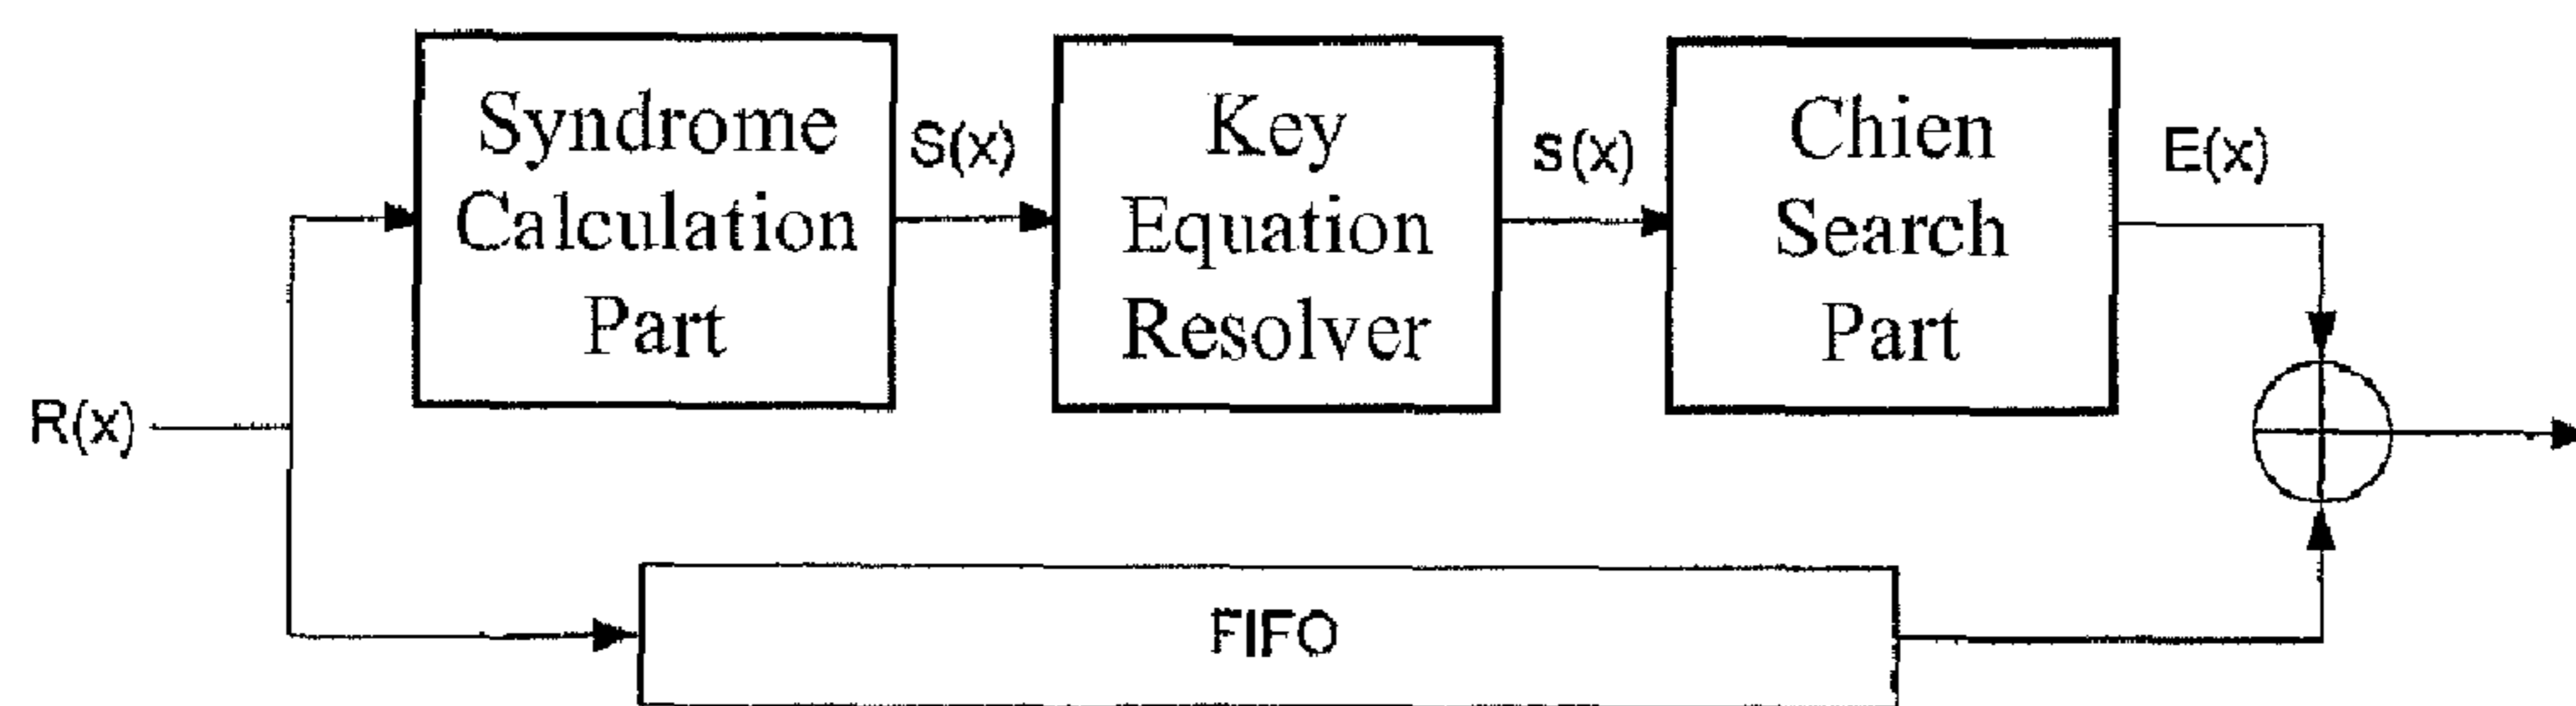 Syndrome
Calculation
Part
S(x)
Key
Equation
Resolver
s(x)
Chien
Search
Part
E(x)
R(x)
FIFO